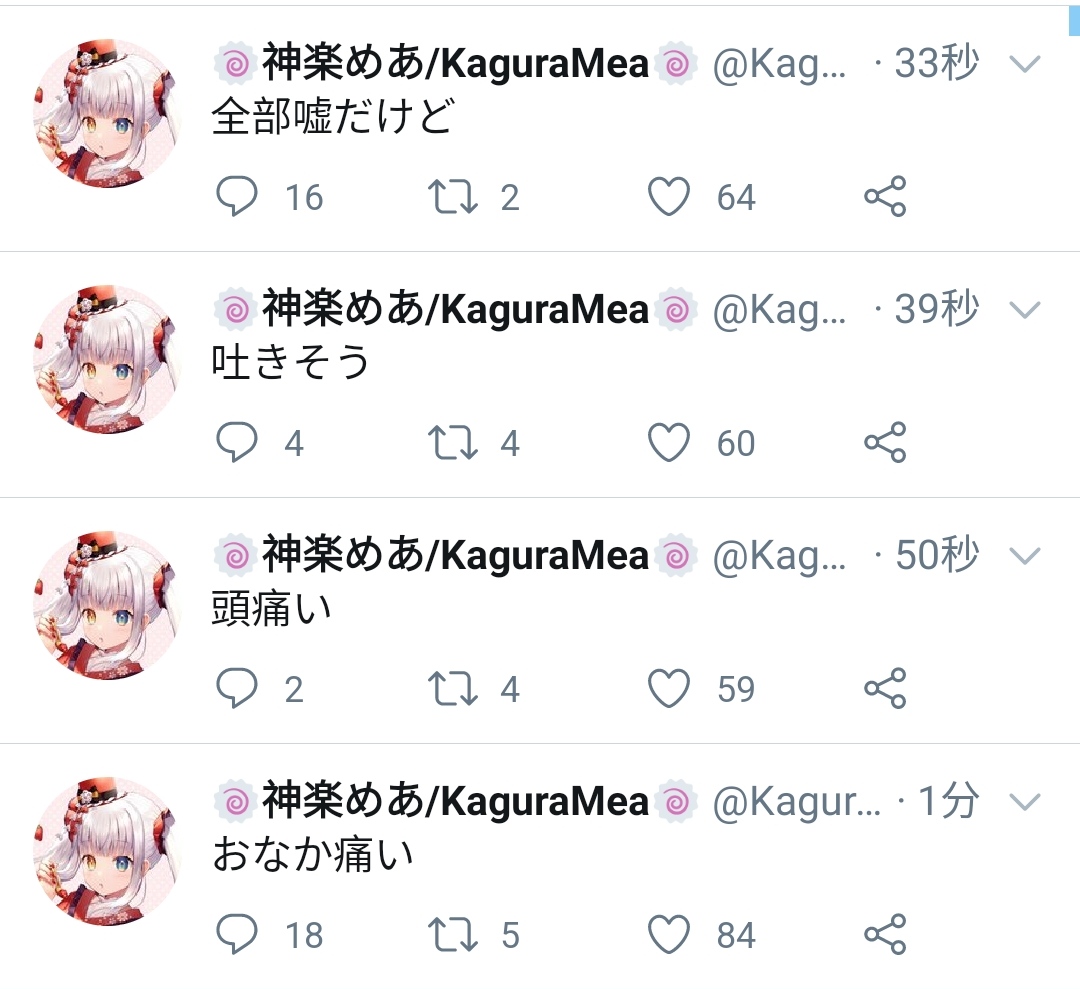 🍥神楽めあ/KaguraMea🍥 @Kag... · 33秒
全部嘘だけど
16 2 64
🍥神楽めあ/KaguraMea🍥 @Kag... · 39秒
吐きそう
4 4 60
🍥神楽めあ/KaguraMea🍥 @Kag... · 50秒
頭痛い
2 4 59
🍥神楽めあ/KaguraMea🍥 @Kagur... · 1分
おなか痛い
18 5 84